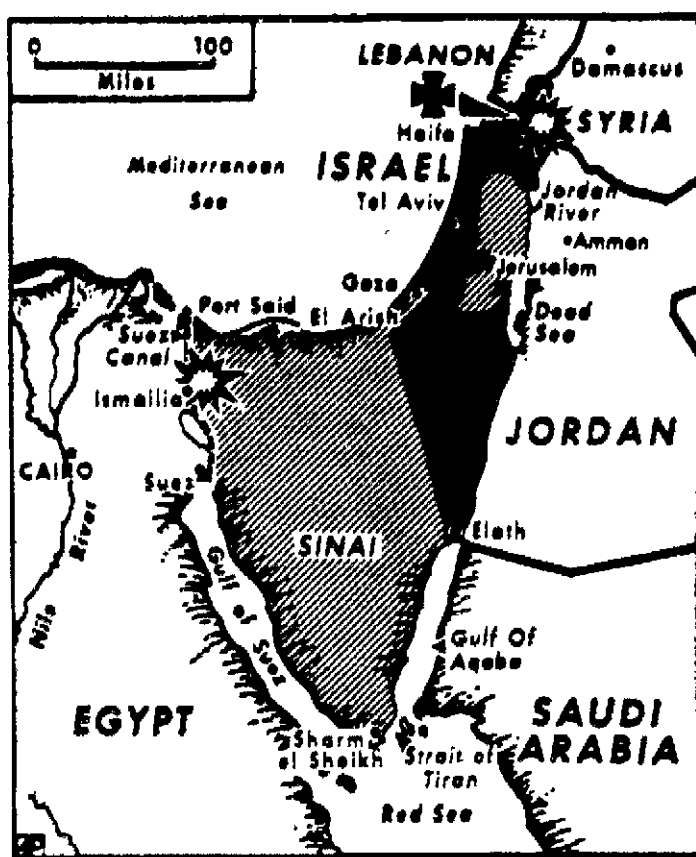 0 100
Miles
LEBANON
Damascus
Haifa
SYRIA
Mediterranean
Sea
ISRAEL
Tel Aviv
Jordan
River
Amman
Jerusalem
Gaza
Port Said
El Arish
Dead
Sea
Suez
Canal
Ismailia
JORDAN
CAIRO
Suez
SINAI
Elath
Nile River
Gulf of Suez
Gulf Of
Aqaba
EGYPT
SAUDI
ARABIA
Sharm
el Sheikh
Strait of
Tiran
Red Sea